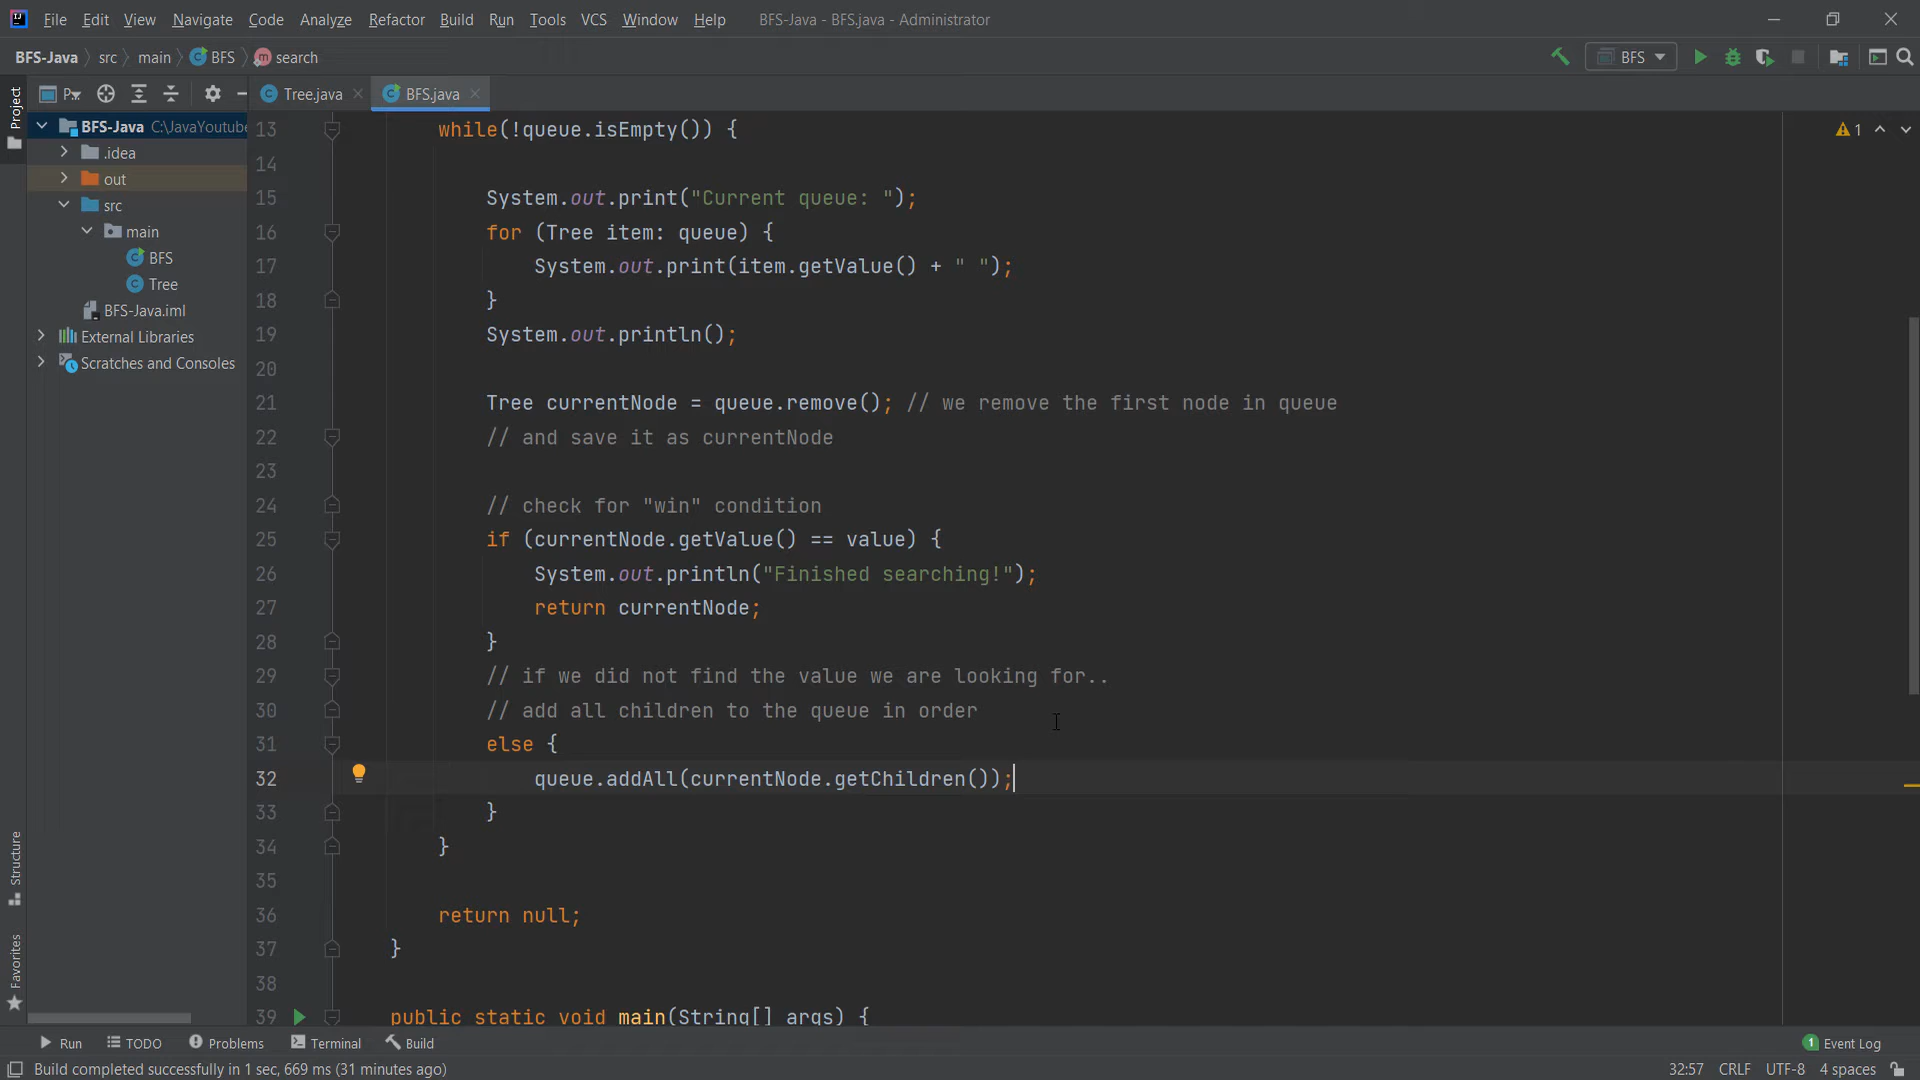 File Edit View Navigate Code Analyze Refactor Build Run Tools VCS Window Help BFS-Java - BFS.java - Administrator
BFS-Java src main BFS search BFS
Project P.. Tree.java BFS.java
BFS-Java C:\JavaYoutube
.idea
out
src
main
BFS
Tree
BFS-Java.iml
External Libraries
Scratches and Consoles
1
13 while(!queue.isEmpty()) {
14
15 System.out.print("Current queue: ");
16 for (Tree item: queue) {
17 System.out.print(item.getValue() + " ");
18 }
19 System.out.println();
20
21 Tree currentNode = queue.remove(); // we remove the first node in queue
22 // and save it as currentNode
23
24 // check for "win" condition
25 if (currentNode.getValue() == value) {
26 System.out.println("Finished searching!");
27 return currentNode;
28 }
29 // if we did not find the value we are looking for..
30 // add all children to the queue in order
31 else {
32 queue.addAll(currentNode.getChildren());
33 }
34 }
35
36 return null;
37 }
38
39 public static void main(String[] args) {
Structure
Favorites
Run TODO Problems Terminal Build 1 Event Log
Build completed successfully in 1 sec, 669 ms (31 minutes ago) 32:57 CRLF UTF-8 4 spaces